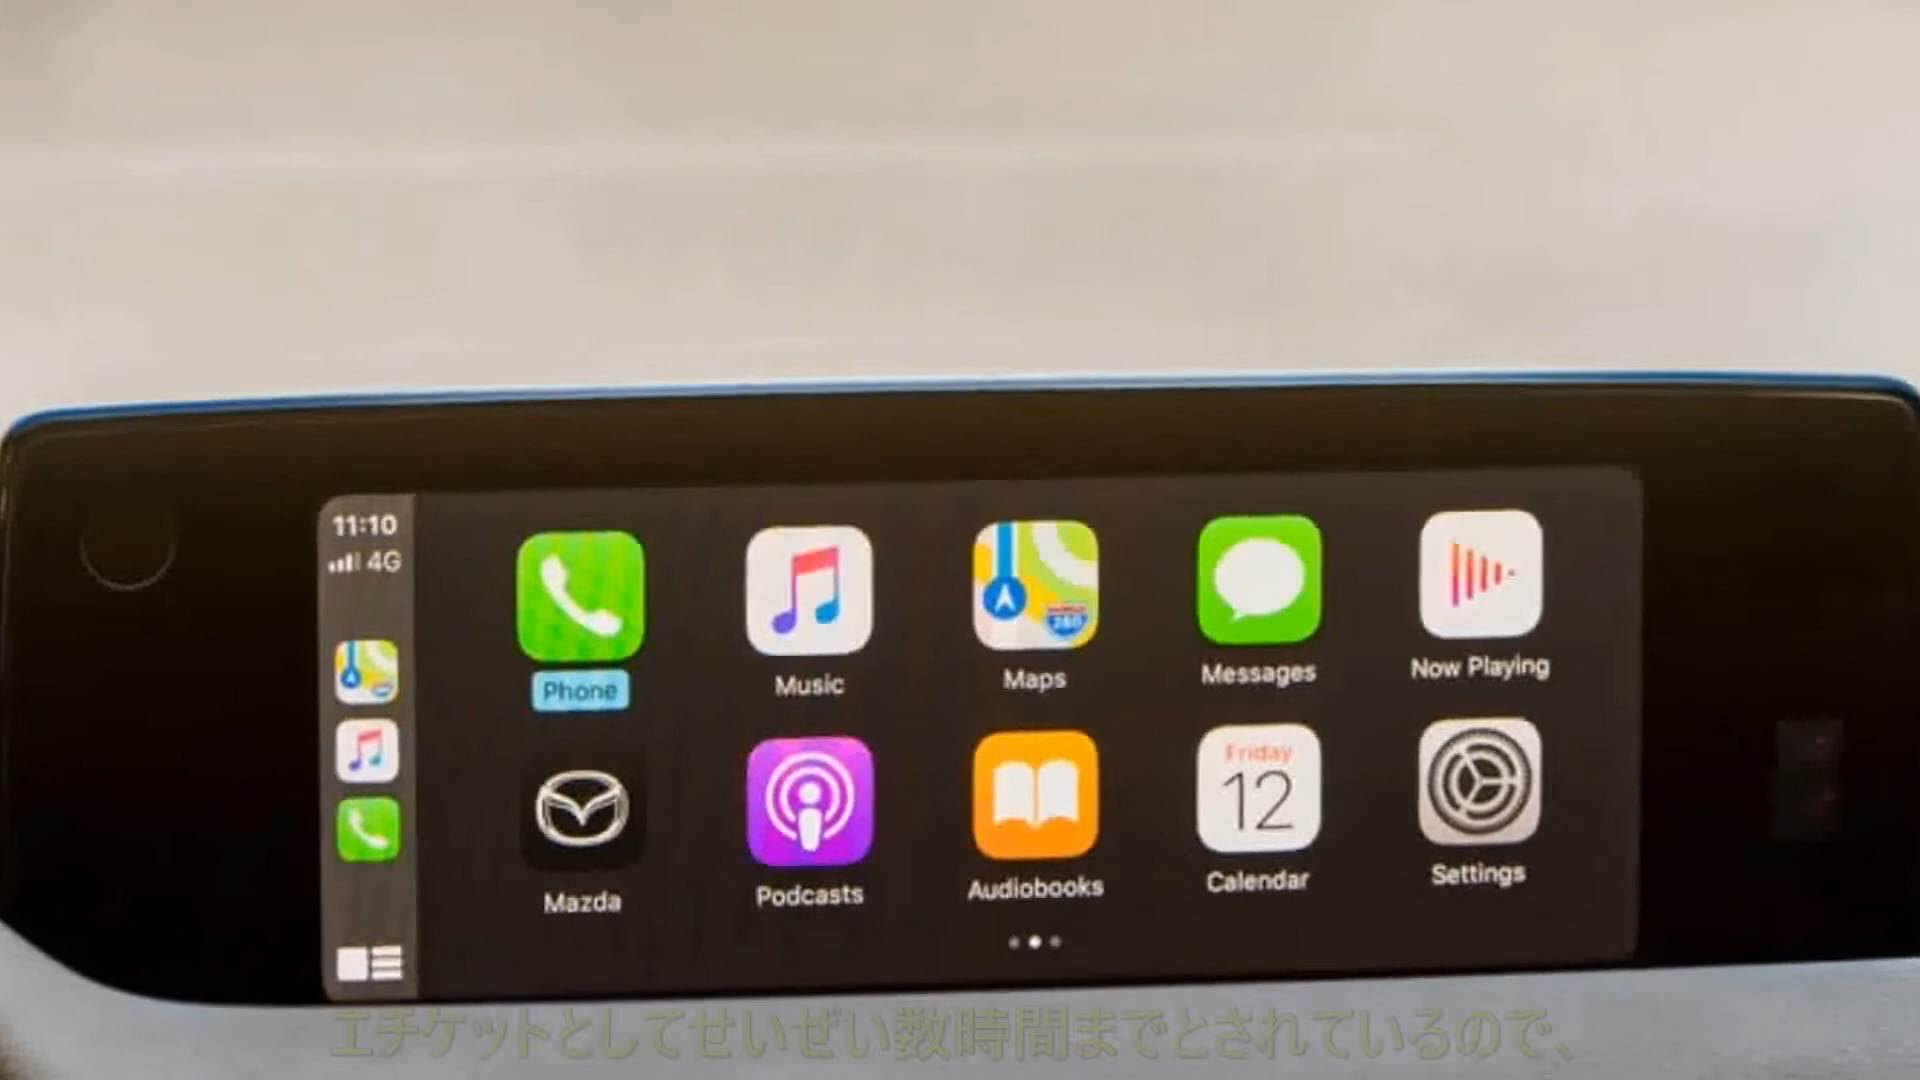 11:10
4G
Phone
Music
Maps
280
Messages
Now Playing
Mazda
Podcasts
Audiobooks
Friday
12
Calendar
Settings
エチケットとしてせいぜい数時間までとされているので、